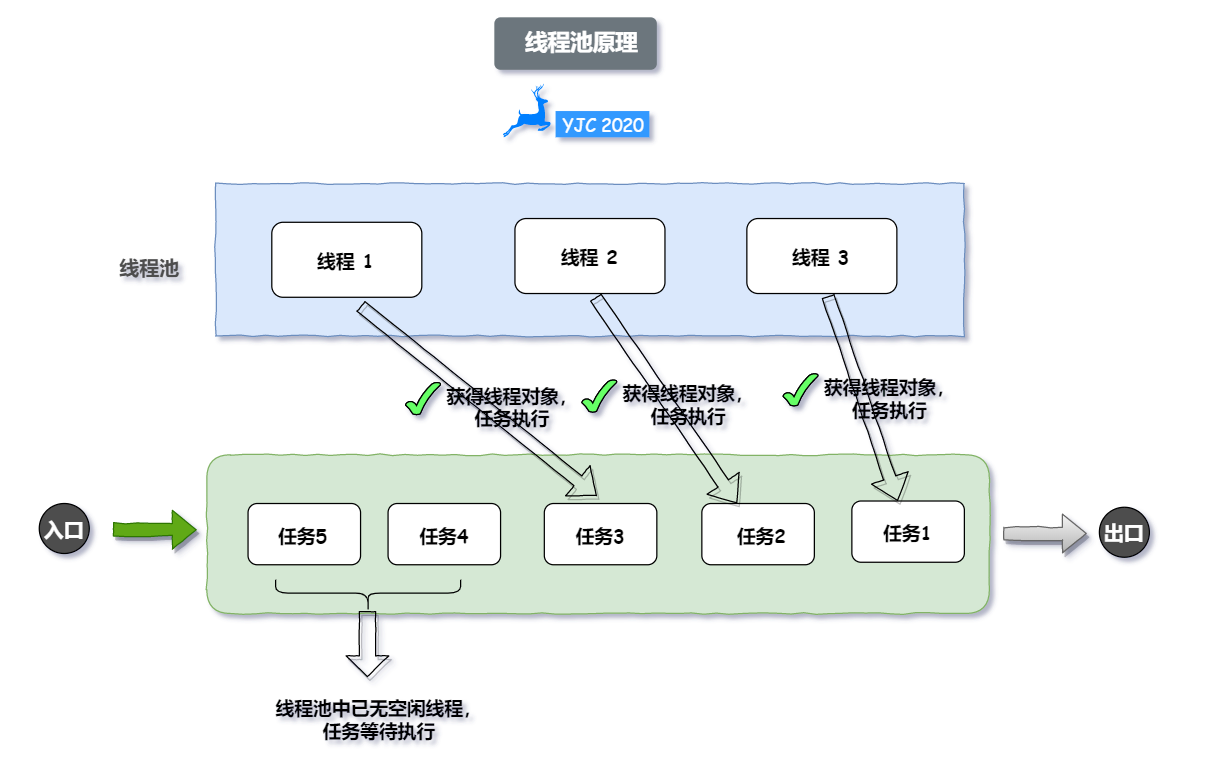 线程池原理
YJC 2020
线程池
线程 1
线程 2
线程 3
获得线程对象，
任务执行
获得线程对象，
任务执行
获得线程对象，
任务执行
入口
任务5
任务4
任务3
任务2
任务1
出口
线程池中已无空闲线程，
任务等待执行